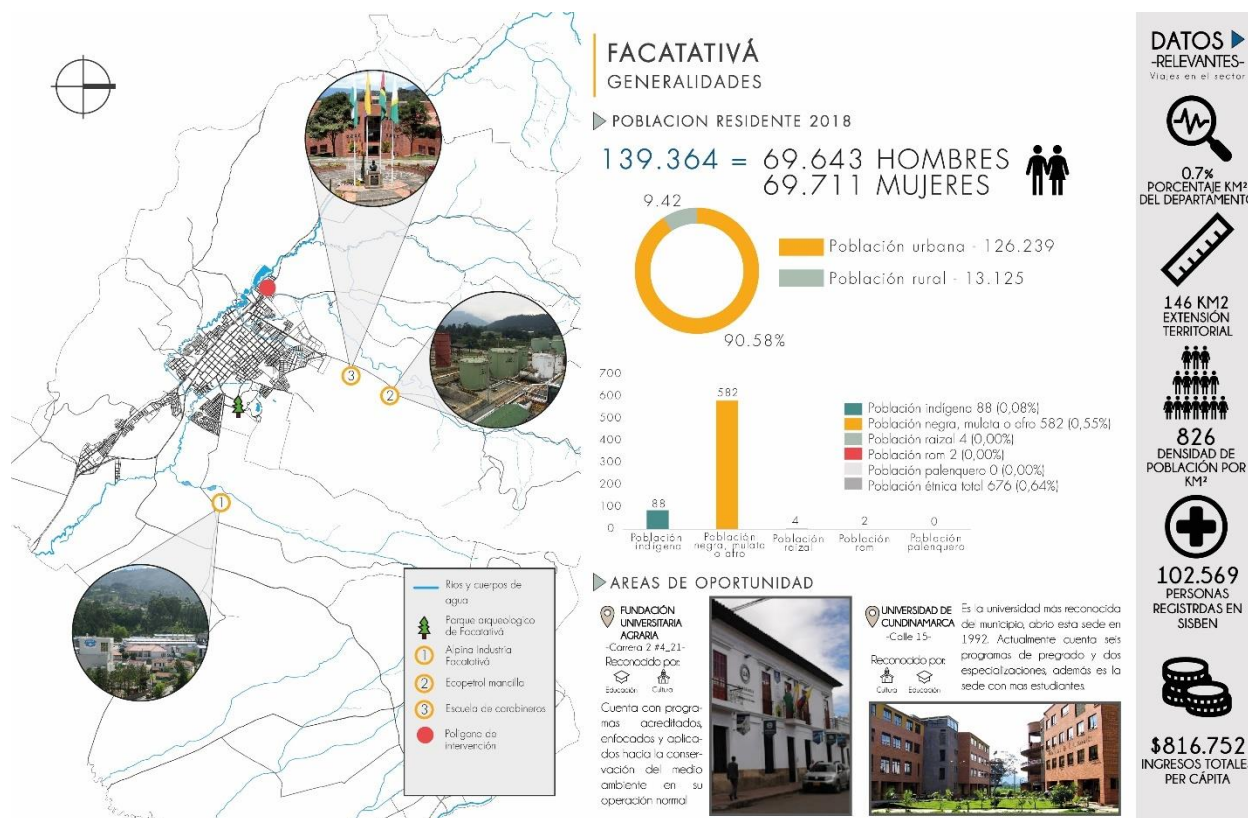 FACATATIVÁ
GENERALIDADES
POBLACION RESIDENTE 2018
139.364 = 69.643 HOMBRES
69.711 MUJERES
9.42
90.58%
Población urbana - 126.239
Población rural - 13.125
700
600
500
400
300
200
100
0
88
582
4
2
0
Población indígena
Población negra, mulata o afro
Población raizal
Población rom
Población palenquero
Población indígena 88 (0,08%)
Población negra, mulata o afro 582 (0,55%)
Población raizal 4 (0,00%)
Población rom 2 (0,00%)
Población palenquero 0 (0,00%)
Población étnica total 676 (0,64%)
3
2
1
Ríos y cuerpos de
agua
Parque arqueologico
de Facatativá
1
Alpina Industria
Facatativá
2
Ecopetrol mancilla
3
Escuela de carabineros
Poligono de
intervención
AREAS DE OPORTUNIDAD
FUNDACIÓN
UNIVERSITARIA
AGRARIA
-Carrera 2 #4_21-
Reconocido por:
Educación Cultura
Cuenta con progra-
mas acreditados,
enfocados y aplica-
dos hacia la conser-
vación del medio
ambiente en su
operación normal
UNIVERSIDAD DE
CUNDINAMARCA
-Calle 15-
Reconocido por:
Cultura Educación
Es la universidad más reconocida
del municipio, abrio esta sede en
1992. Actualmente cuenta seis
programas de pregrado y dos
especializaciones, además es la
sede con mas estudiantes.
DATOS
-RELEVANTES-
Viajes en el sector
0.7%
PORCENTAJE KM²
DEL DEPARTAMENTO
146 KM2
EXTENSIÓN
TERRITORIAL
826
DENSIDAD DE
POBLACIÓN POR
KM²
102.569
PERSONAS
REGISTRDAS EN
SISBEN
$816.752
INGRESOS TOTALES
PER CÁPITA